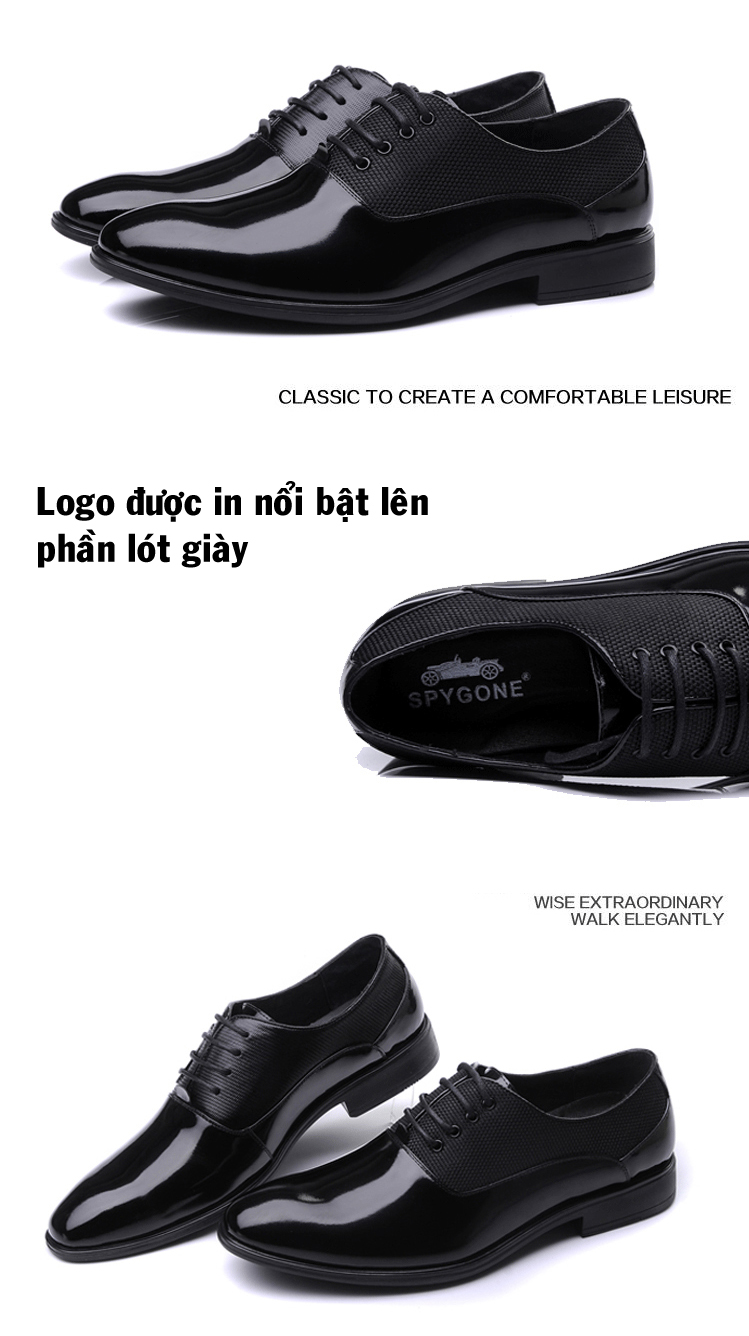 CLASSIC TO CREATE A COMFORTABLE LEISURE
Logo được in nổi bật lên
phần lót giày
SPYGONE®
WISE EXTRAORDINARY
WALK ELEGANTLY